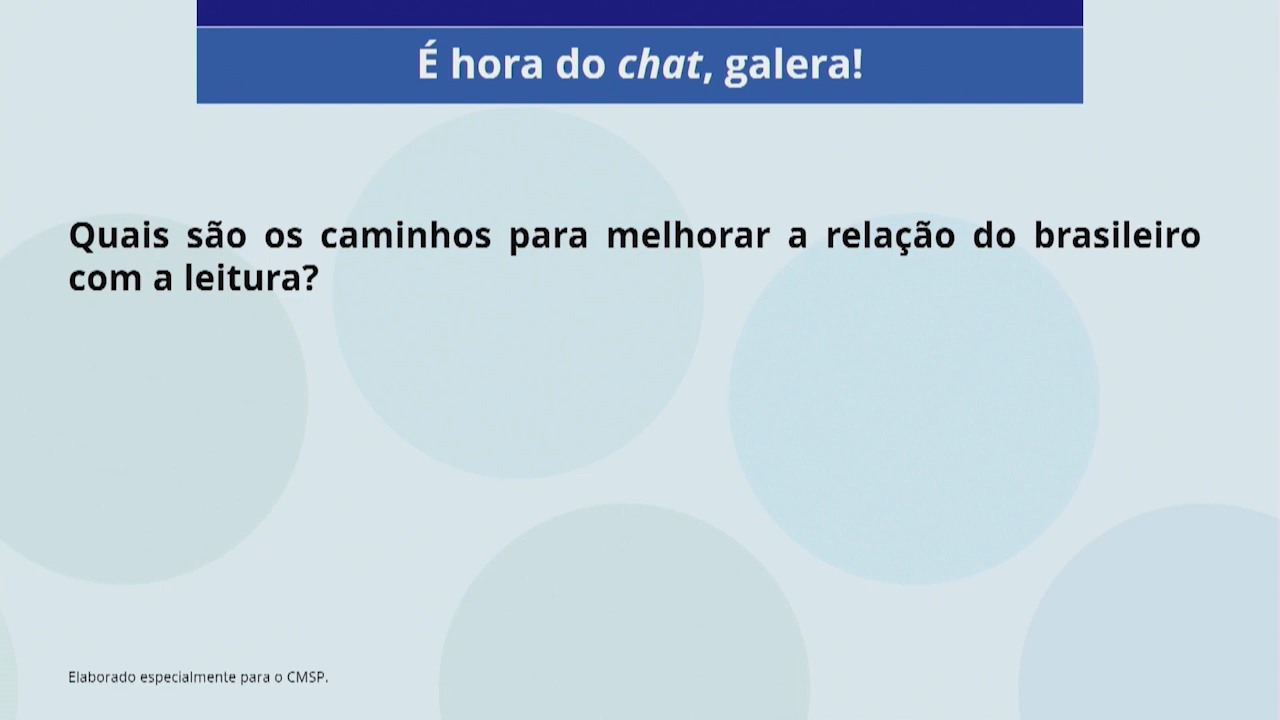 É hora do chat, galera!
Quais são os caminhos para melhorar a relação do brasileiro
com a leitura?
Elaborado especialmente para o CMSP.